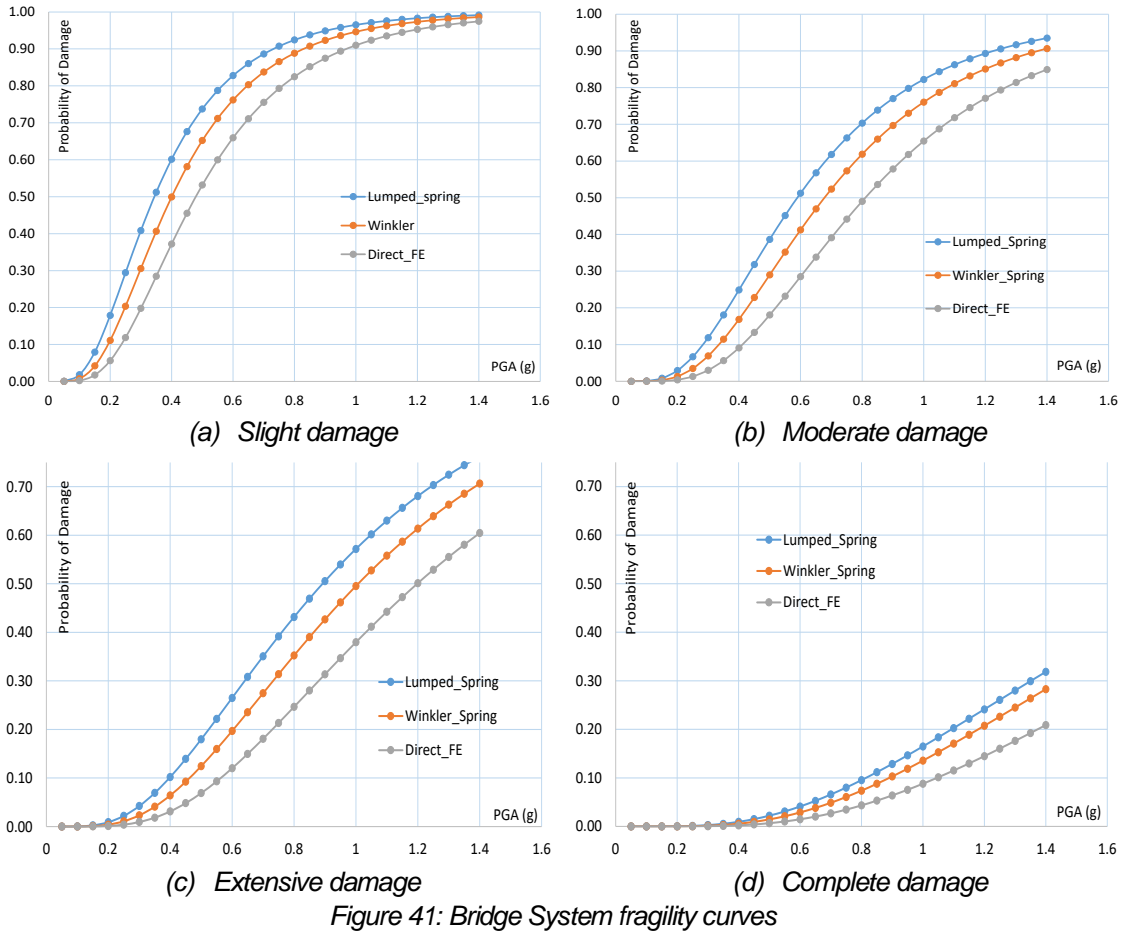 1.00
0.90
0.80
0.70
0.60
0.50
0.40
0.30
0.20
0.10
0.00
Probability of Damage
Lumped_spring
Winkler
Direct_FE
PGA (g)
0 0.2 0.4 0.6 0.8 1 1.2 1.4 1.6
(a) Slight damage
1.00
0.90
0.80
0.70
0.60
0.50
0.40
0.30
0.20
0.10
0.00
Probability of Damage
Lumped_Spring
Winkler_Spring
Direct_FE
PGA (g)
0 0.2 0.4 0.6 0.8 1 1.2 1.4 1.6
(b) Moderate damage
0.70
0.60
0.50
0.40
0.30
0.20
0.10
0.00
Probability of Damage
Lumped_Spring
Winkler_Spring
Direct_FE
PGA (g)
0 0.2 0.4 0.6 0.8 1 1.2 1.4 1.6
(c) Extensive damage
0.70
0.60
0.50
0.40
0.30
0.20
0.10
0.00
Probability of Damage
Lumped_Spring
Winkler_Spring
Direct_FE
PGA (g)
0 0.2 0.4 0.6 0.8 1 1.2 1.4 1.6
(d) Complete damage
Figure 41: Bridge System fragility curves